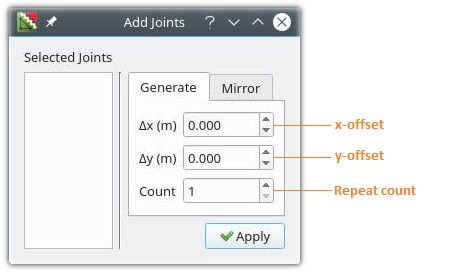 Add Joints
Selected Joints
Generate Mirror
Δx (m) 0.000 x-offset
Δy (m) 0.000 y-offset
Count 1 Repeat count
Apply